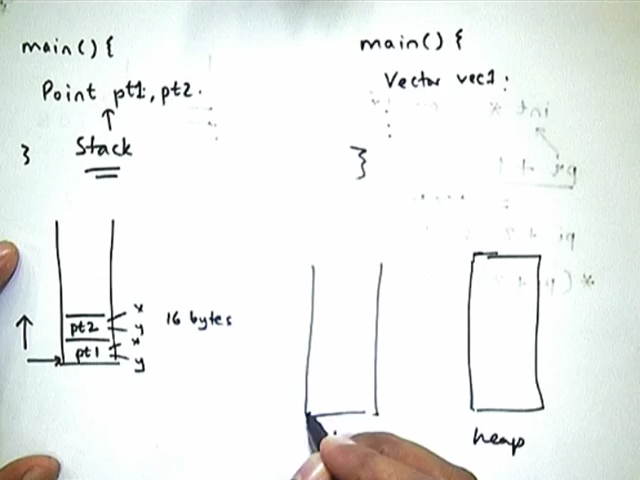 main() {
Point pt1, pt2.
Stack
}
pt2
pt1
x
y
x
y
16 bytes
main() {
Vector vec1;
}
heap